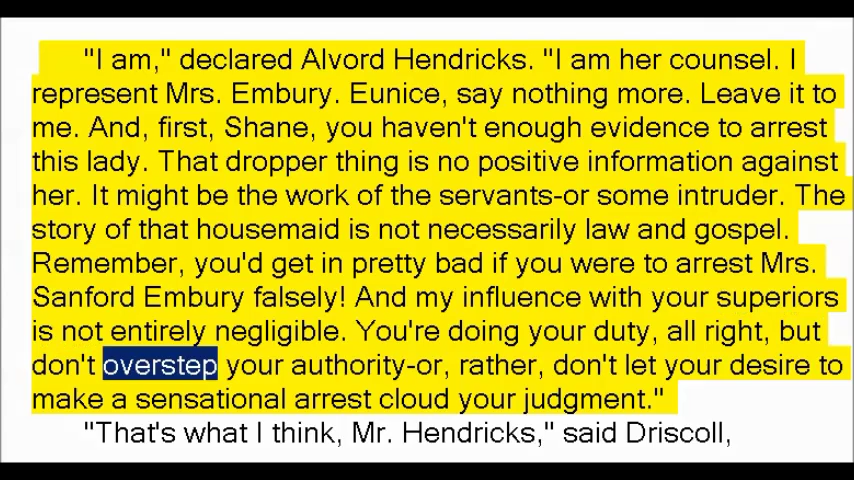 "I am," declared Alvord Hendricks. "I am her counsel. I
represent Mrs. Embury. Eunice, say nothing more. Leave it to
me. And, first, Shane, you haven't enough evidence to arrest
this lady. That dropper thing is no positive information against
her. It might be the work of the servants-or some intruder. The
story of that housemaid is not necessarily law and gospel.
Remember, you'd get in pretty bad if you were to arrest Mrs.
Sanford Embury falsely! And my influence with your superiors
is not entirely negligible. You're doing your duty, all right, but
don't overstep your authority-or, rather, don't let your desire to
make a sensational arrest cloud your judgment."
"That's what I think, Mr. Hendricks," said Driscoll,